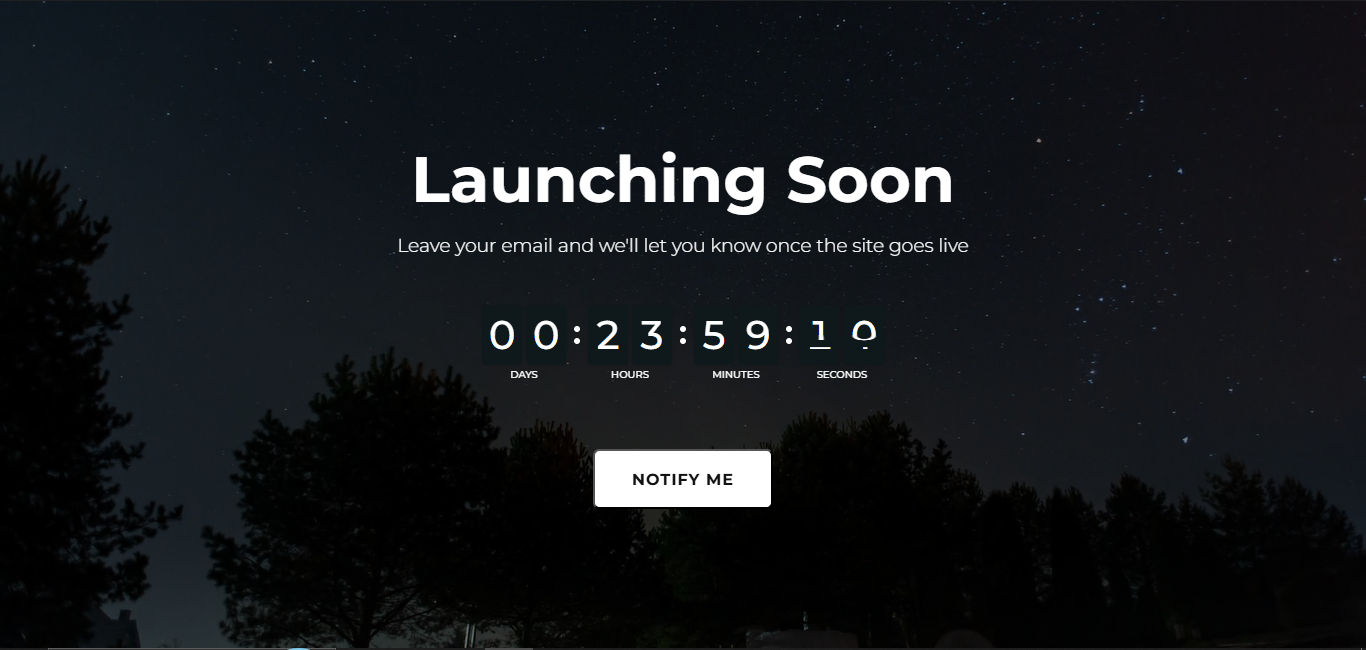 Launching Soon
Leave your email and we'll let you know once the site goes live
00:23:59:
DAYS HOURS MINUTES SECONDS
NOTIFY ME